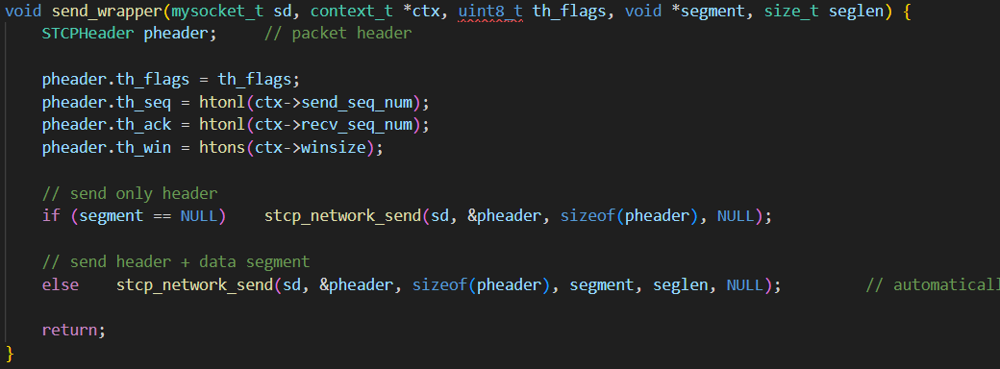 void send_wrapper(mysocket_t sd, context_t *ctx, uint8_t th_flags, void *segment, size_t seglen) {
    STCPHeader pheader;     // packet header

    pheader.th_flags = th_flags;
    pheader.th_seq = htonl(ctx->send_seq_num);
    pheader.th_ack = htonl(ctx->recv_seq_num);
    pheader.th_win = htons(ctx->winsize);

    // send only header
    if (segment == NULL)    stcp_network_send(sd, &pheader, sizeof(pheader), NULL);

    // send header + data segment
    else    stcp_network_send(sd, &pheader, sizeof(pheader), segment, seglen, NULL);         //

    return;
}